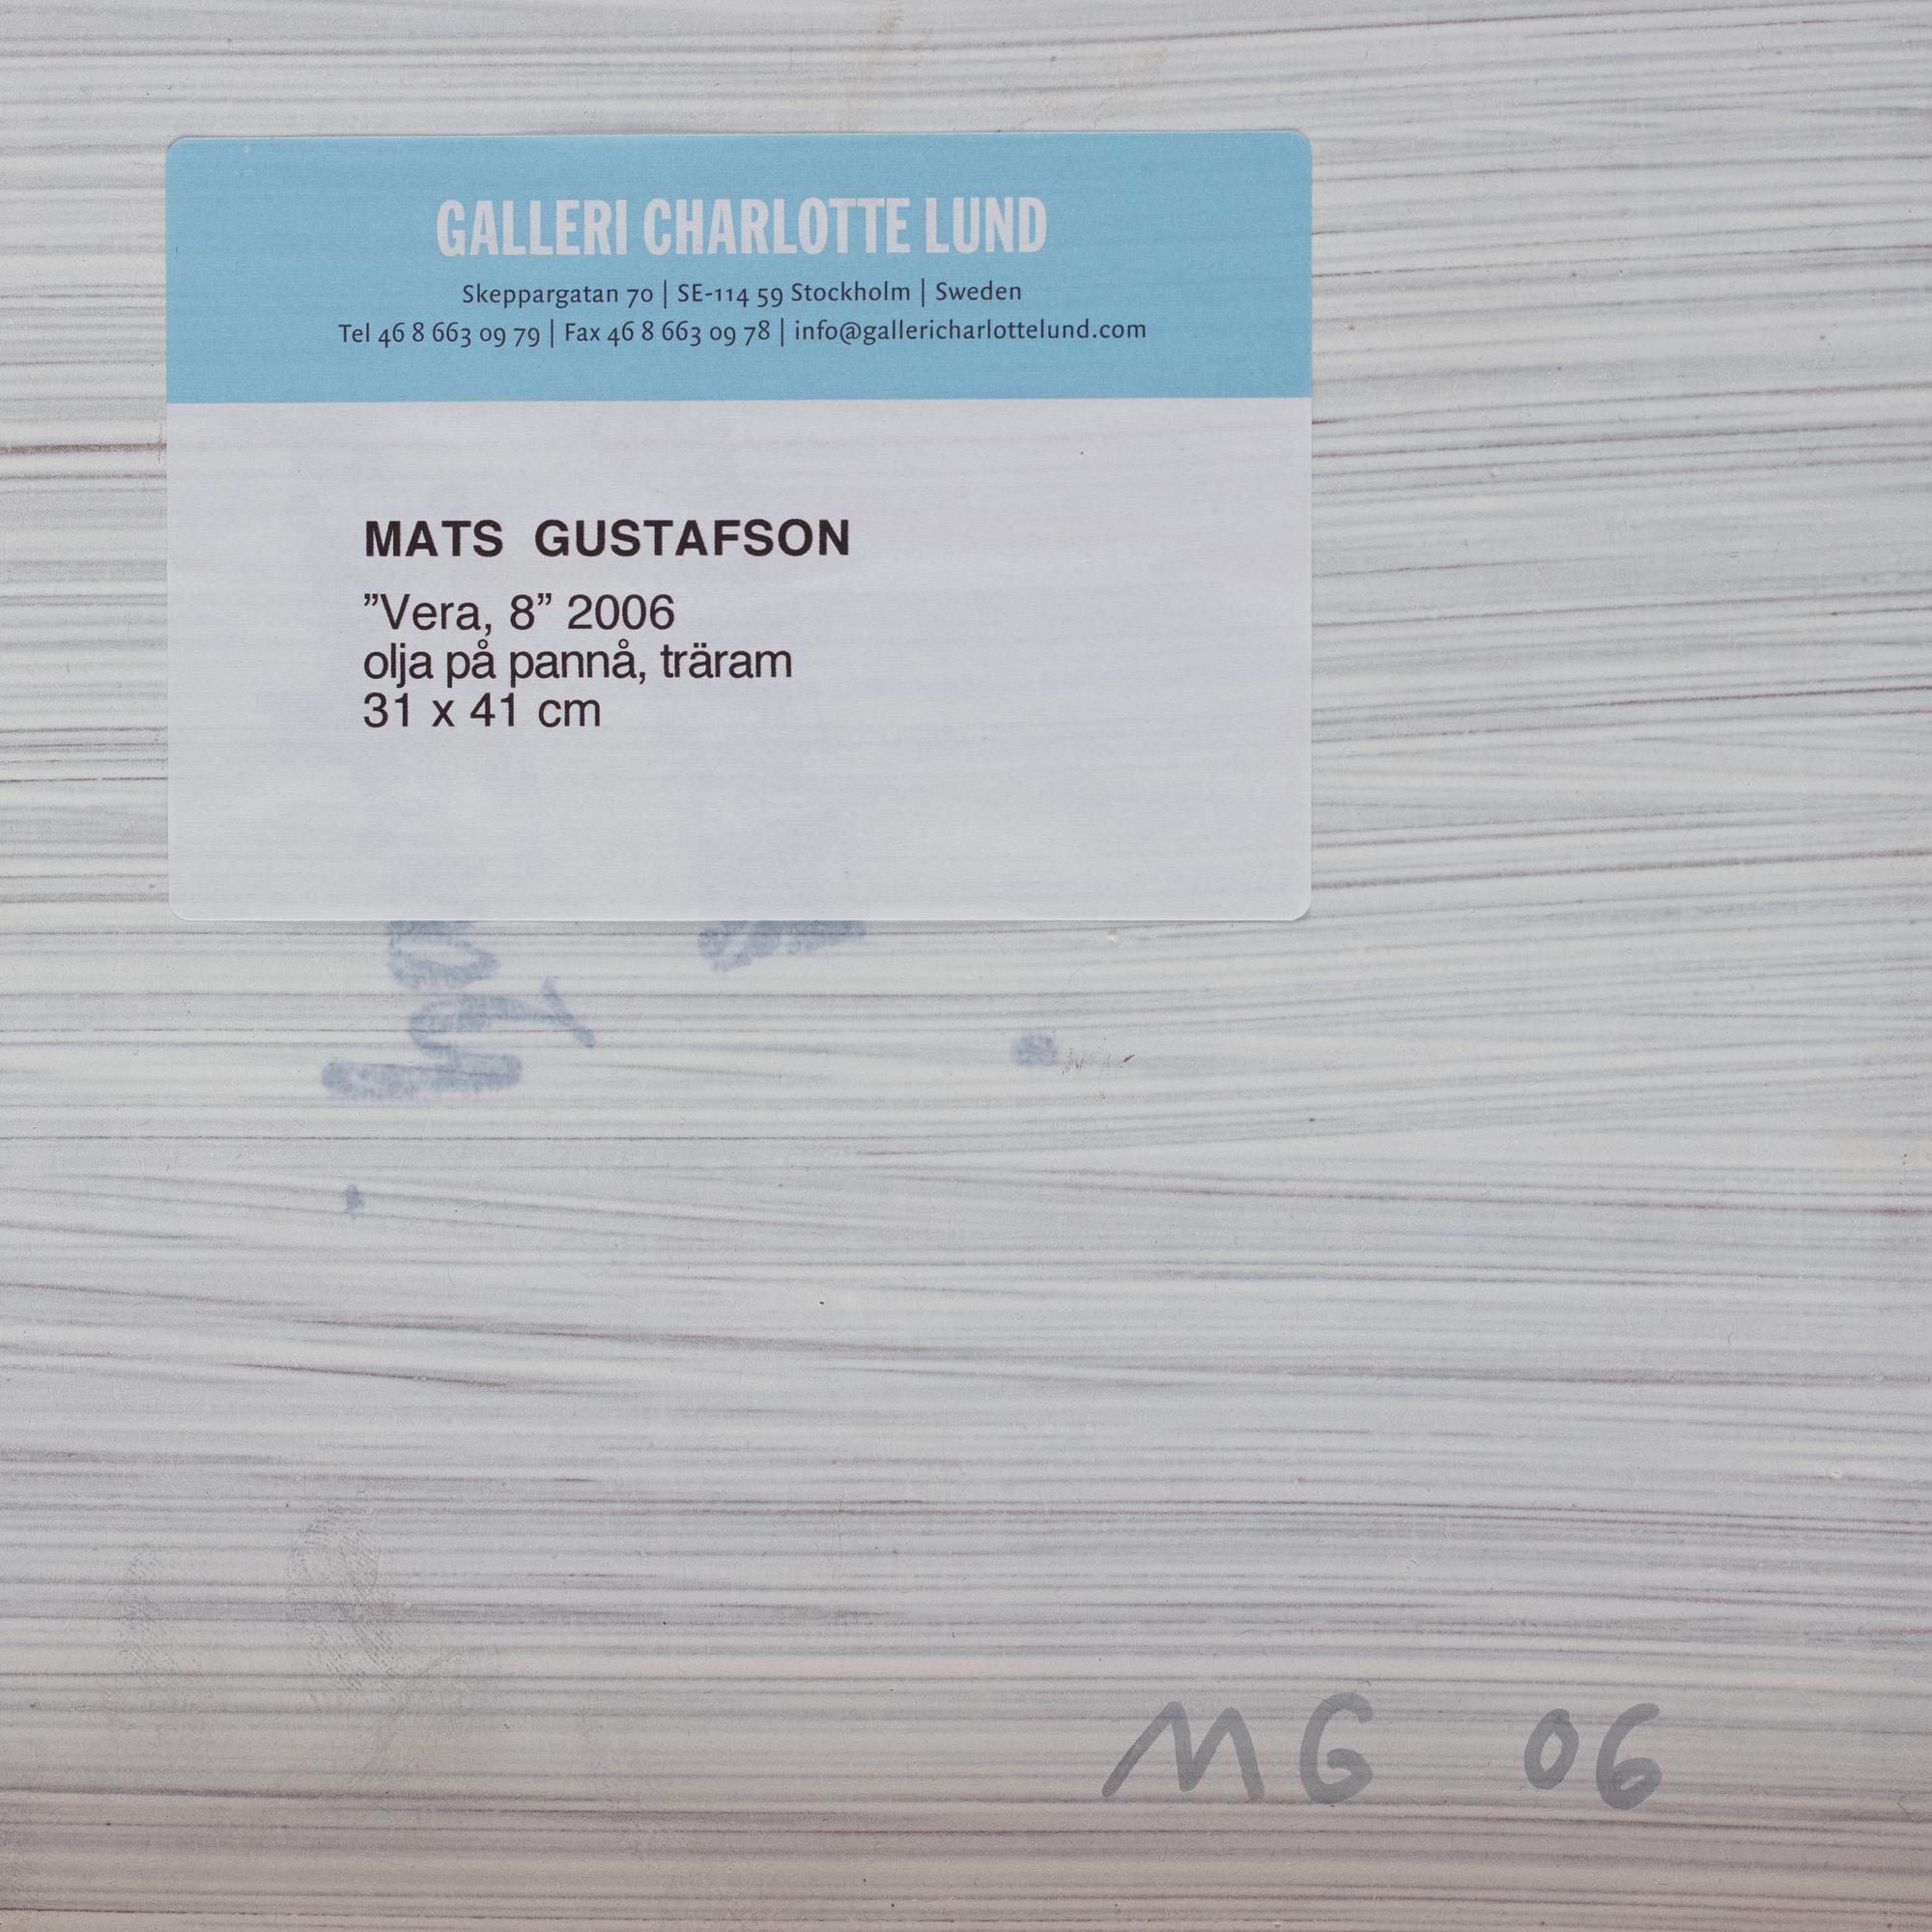 GALLERI CHARLOTTE LUND
Skeppargatan 70 | SE-114 59 Stockholm | Sweden
Tel 46 8 663 09 79 | Fax 46 8 663 09 78 | info@gallericharlottelund.com
MATS GUSTAFSON
”Vera, 8” 2006
olja på pannå, träram
31 x 41 cm
MG 06